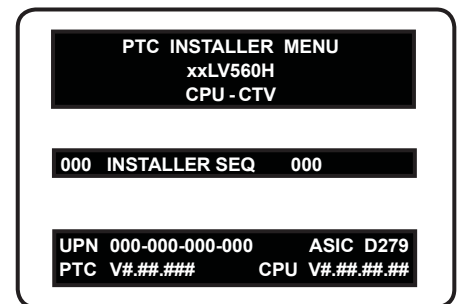 PTC INSTALLER MENU
xxLV560H
CPU - CTV
000 INSTALLER SEQ 000
UPN 000-000-000-000 ASIC D279
PTC V#.##.### CPU V#.##.##.##